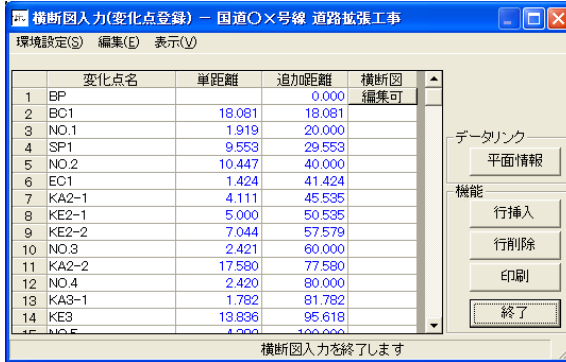 横断図入力(変化点登録) － 国道〇×号線 道路拡張工事
環境設定(S) 編集(E) 表示(V)
変化点名 単距離 追加距離 横断図
1 BP 0.000 編集可
2 BC1 18.081 18.081
3 NO.1 1.919 20.000
4 SP1 9.553 29.553
5 NO.2 10.447 40.000
6 EC1 1.424 41.424
7 KA2-1 4.111 45.535
8 KE2-1 5.000 50.535
9 KE2-2 7.044 57.579
10 NO.3 2.421 60.000
11 KA2-2 17.580 77.580
12 NO.4 2.420 80.000
13 KA3-1 1.782 81.782
14 KE3 13.836 95.618
データリンク
平面情報
機能
行挿入
行削除
印刷
終了
横断図入力を終了します